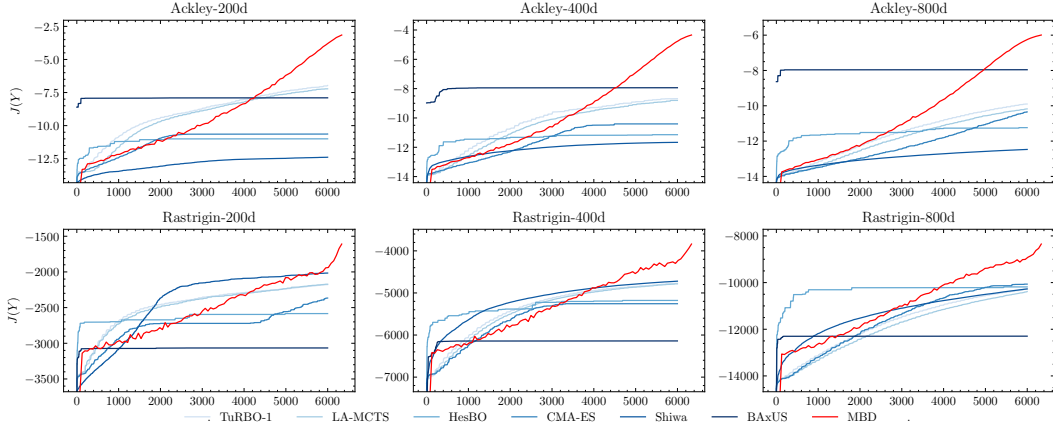 Ackley-200d Ackley-400d Ackley-800d
−2.5 −4 −6
−5.0 −6 −8
−7.5 −8 −10
−10.0 −10 −12
−12.5 −12 −14
−14
J(Y)
0 1000 2000 3000 4000 5000 6000 0 1000 2000 3000 4000 5000 6000 0 1000 2000 3000 4000 5000 6000
Rastrigin-200d Rastrigin-400d Rastrigin-800d
−1500 −4000 −8000
−2000 −5000 −10000
−2500 −6000 −12000
−3000 −7000 −14000
−3500
J(Y)
0 1000 2000 3000 4000 5000 6000 0 1000 2000 3000 4000 5000 6000 0 1000 2000 3000 4000 5000 6000
TuRBO-1 LA-MCTS HesBO CMA-ES Shiwa BAxUS MBD